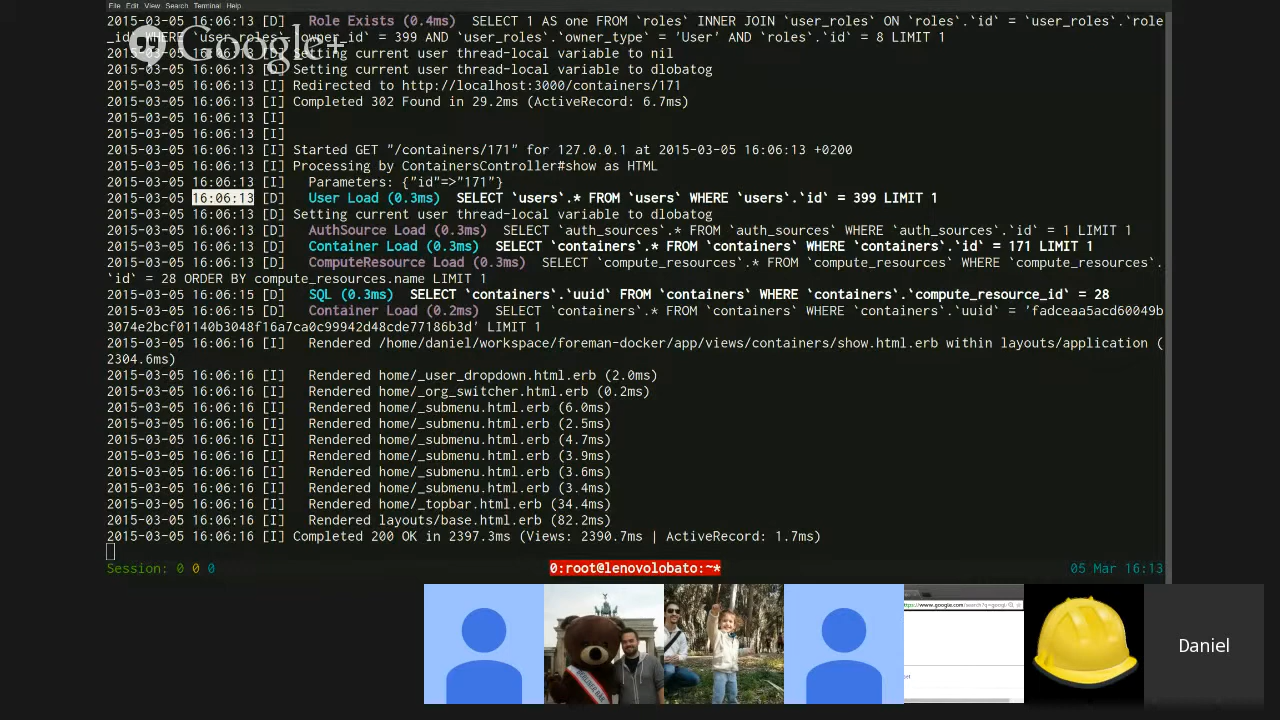 File Edit View Search Terminal Help
2015-03-05 16:06:13 [D]   Role Exists (0.4ms)  SELECT 1 AS one FROM `roles` INNER JOIN `user_roles` ON `roles`.`id` = `user_roles`.`role
_id` WHERE `user_roles`.`owner_id` = 399 AND `user_roles`.`owner_type` = 'User' AND `roles`.`id` = 8 LIMIT 1
Google+
2015-03-05 16:06:13 [D] Setting current user thread-local variable to nil
2015-03-05 16:06:13 [D] Setting current user thread-local variable to dlobatog
2015-03-05 16:06:13 [I] Redirected to http://localhost:3000/containers/171
2015-03-05 16:06:13 [I] Completed 302 Found in 29.2ms (ActiveRecord: 6.7ms)
2015-03-05 16:06:13 [I]
2015-03-05 16:06:13 [I]
2015-03-05 16:06:13 [I] Started GET "/containers/171" for 127.0.0.1 at 2015-03-05 16:06:13 +0200
2015-03-05 16:06:13 [I] Processing by ContainersController#show as HTML
2015-03-05 16:06:13 [I]   Parameters: {"id"=>"171"}
2015-03-05 16:06:13 [D]   User Load (0.3ms)  SELECT `users`.* FROM `users` WHERE `users`.`id` = 399 LIMIT 1
2015-03-05 16:06:13 [D] Setting current user thread-local variable to dlobatog
2015-03-05 16:06:13 [D]   AuthSource Load (0.3ms)  SELECT `auth_sources`.* FROM `auth_sources` WHERE `auth_sources`.`id` = 1 LIMIT 1
2015-03-05 16:06:13 [D]   Container Load (0.3ms)  SELECT `containers`.* FROM `containers` WHERE `containers`.`id` = 171 LIMIT 1
2015-03-05 16:06:13 [D]   ComputeResource Load (0.3ms)  SELECT `compute_resources`.* FROM `compute_resources` WHERE `compute_resources`.
`id` = 28 ORDER BY compute_resources.name LIMIT 1
2015-03-05 16:06:15 [D]   SQL (0.3ms)  SELECT `containers`.`uuid` FROM `containers` WHERE `containers`.`compute_resource_id` = 28
2015-03-05 16:06:15 [D]   Container Load (0.2ms)  SELECT `containers`.* FROM `containers` WHERE `containers`.`uuid` = 'fadceaa5acd60049b
3074e2bcf01140b3048f16a7ca0c99942d48cde77186b3d' LIMIT 1
2015-03-05 16:06:16 [I]   Rendered /home/daniel/workspace/foreman-docker/app/views/containers/show.html.erb within layouts/application (
2304.6ms)
2015-03-05 16:06:16 [I]   Rendered home/_user_dropdown.html.erb (2.0ms)
2015-03-05 16:06:16 [I]   Rendered home/_org_switcher.html.erb (0.2ms)
2015-03-05 16:06:16 [I]   Rendered home/_submenu.html.erb (6.0ms)
2015-03-05 16:06:16 [I]   Rendered home/_submenu.html.erb (2.5ms)
2015-03-05 16:06:16 [I]   Rendered home/_submenu.html.erb (4.7ms)
2015-03-05 16:06:16 [I]   Rendered home/_submenu.html.erb (3.9ms)
2015-03-05 16:06:16 [I]   Rendered home/_submenu.html.erb (3.6ms)
2015-03-05 16:06:16 [I]   Rendered home/_submenu.html.erb (3.4ms)
2015-03-05 16:06:16 [I]   Rendered home/_topbar.html.erb (34.4ms)
2015-03-05 16:06:16 [I]   Rendered layouts/base.html.erb (82.2ms)
2015-03-05 16:06:16 [I] Completed 200 OK in 2397.3ms (Views: 2390.7ms | ActiveRecord: 1.7ms)
Session: 0 0 0 0:root@lenovolobato:~* 05 Mar 16:13
Daniel